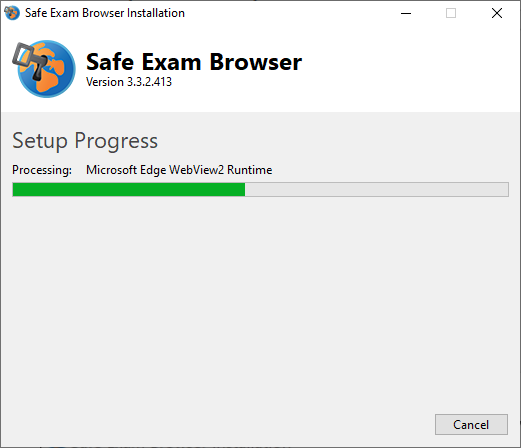 Safe Exam Browser Installation
Safe Exam Browser
Version 3.3.2.413
Setup Progress
Processing: Microsoft Edge WebView2 Runtime
Cancel